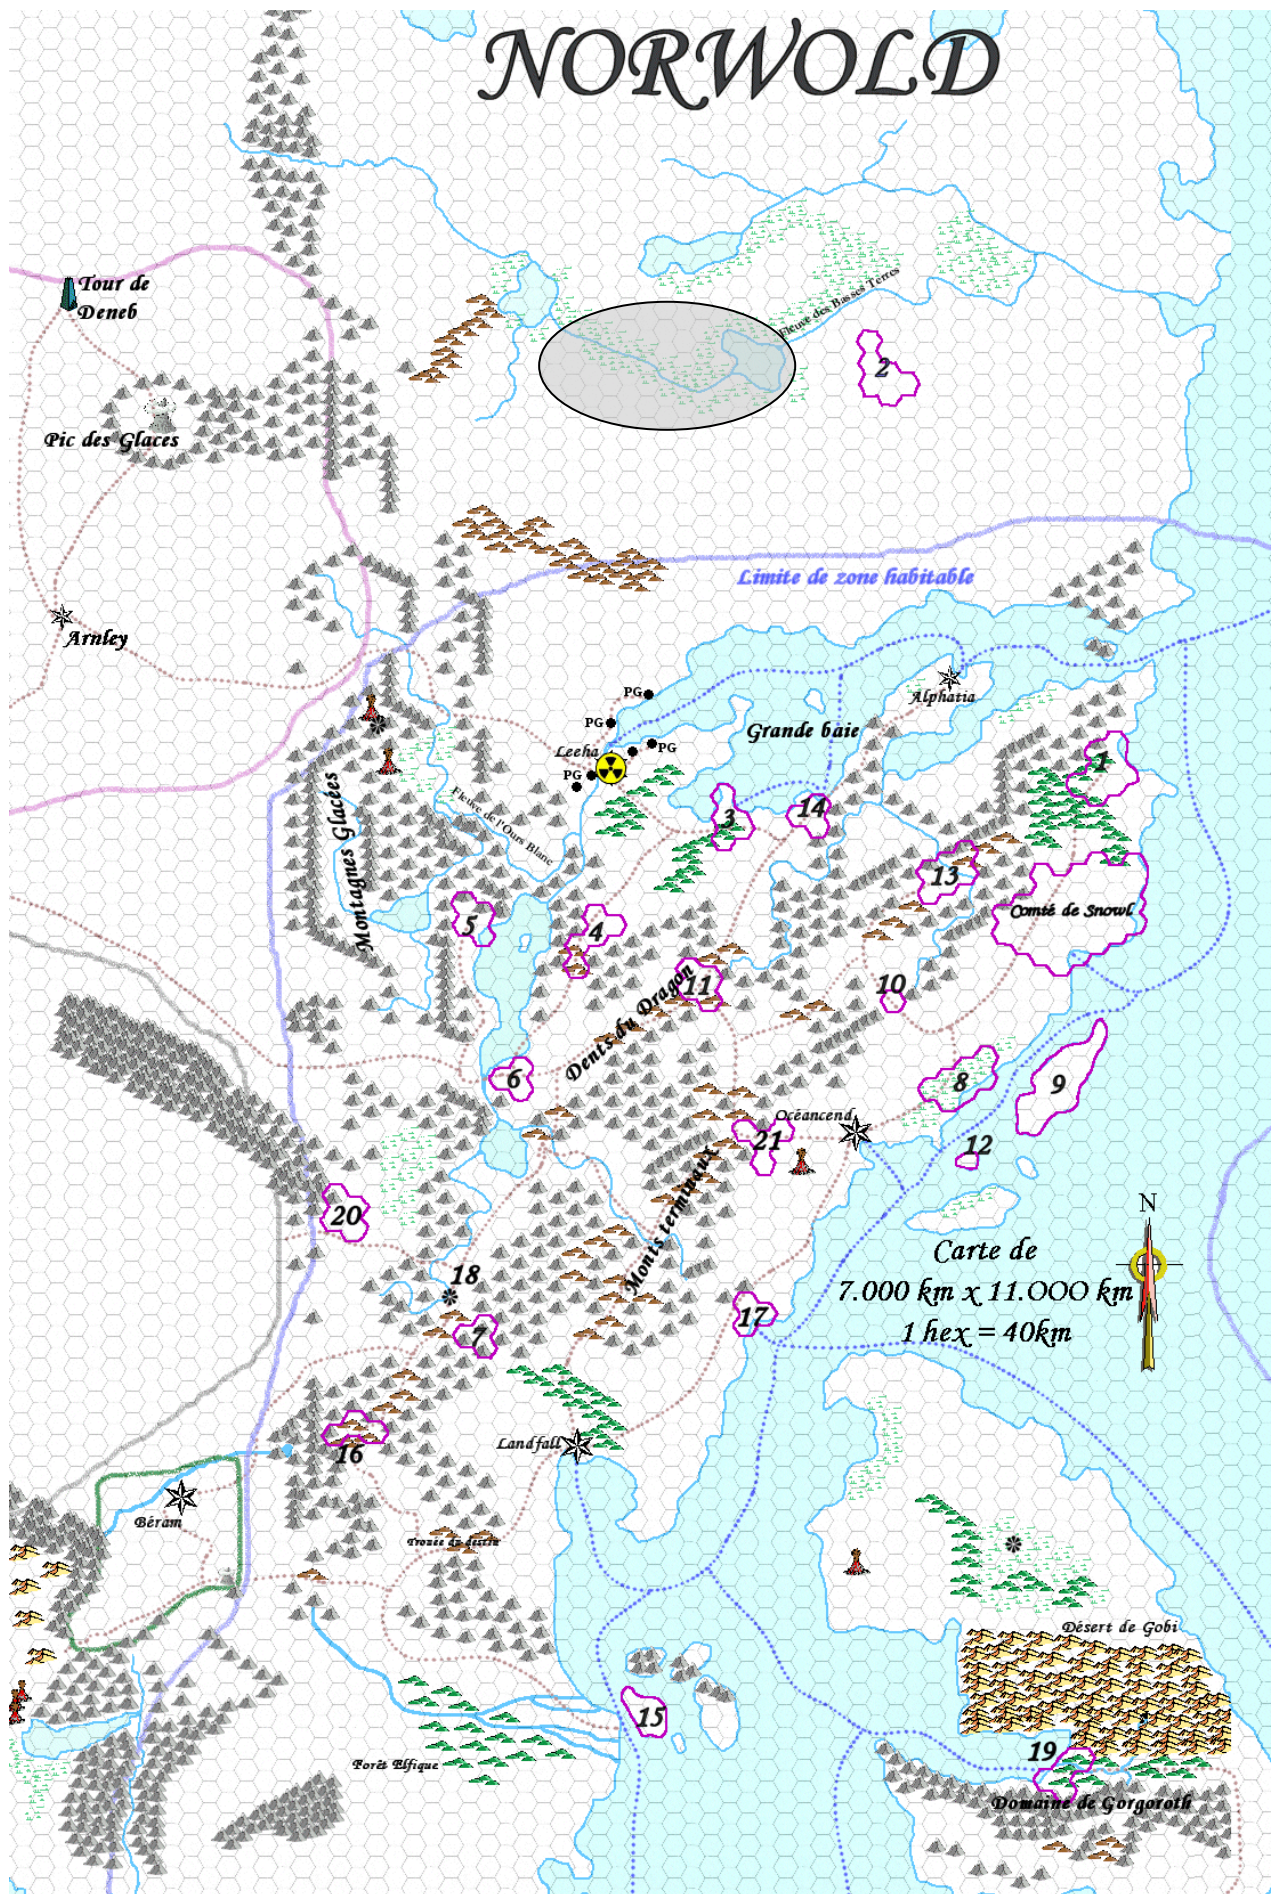 NORWOLD
Tour de
Deneb
Fleuve des Basses Terres
2
Pic des Glaces
Limite de zone habitable
Arnley
Alphatia
PG
PG
Grande baie
Leeha
PG
PG
1
Montagnes Glacées
Fleuve de l'Ours Blanc
3
14
13
5
4
Comté de Snowl
11
10
Dents du Dragon
6
8
9
Océancend
21
12
Monts terminaux
20
N
Carte de
7.000 km x 11.000 km
1 hex = 40km
18
17
7
16
Landfall
Béram
Trouée du destin
Désert de Gobi
15
19
Forêt Elfique
Domaine de Gorgoroth